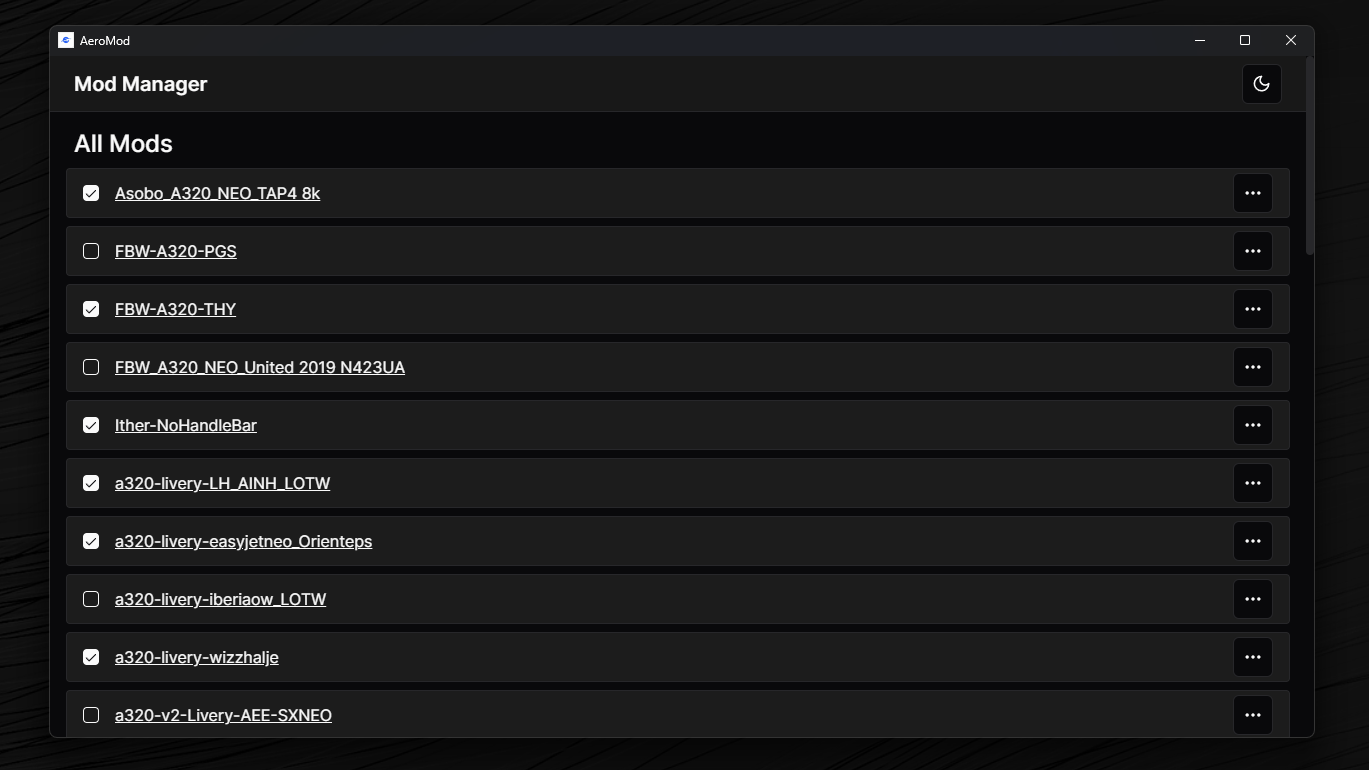 AeroMod
Mod Manager
All Mods
Asobo_A320_NEO_TAP4 8k
FBW-A320-PGS
FBW-A320-THY
FBW_A320_NEO_United 2019 N423UA
Ither-NoHandleBar
a320-livery-LH_AINH_LOTW
a320-livery-easyjetneo_Orienteps
a320-livery-iberiaow_LOTW
a320-livery-wizzhalje
a320-v2-Livery-AEE-SXNEO